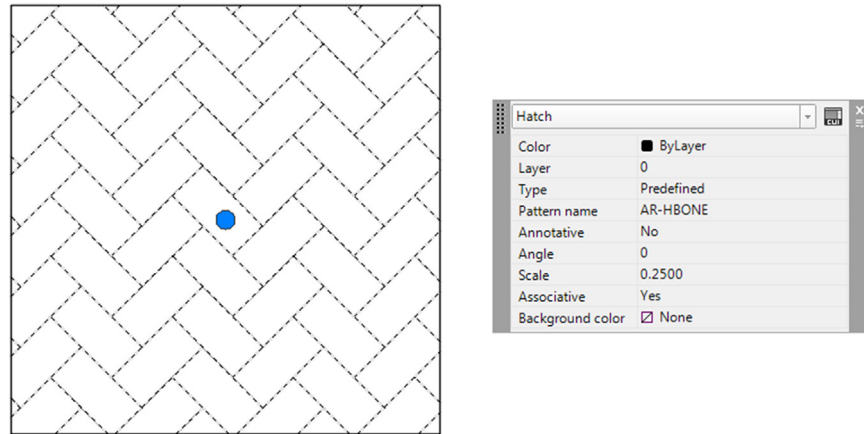 Hatch
CUI
Color ByLayer
Layer 0
Type Predefined
Pattern name AR-HBONE
Annotative No
Angle 0
Scale 0.2500
Associative Yes
Background color None